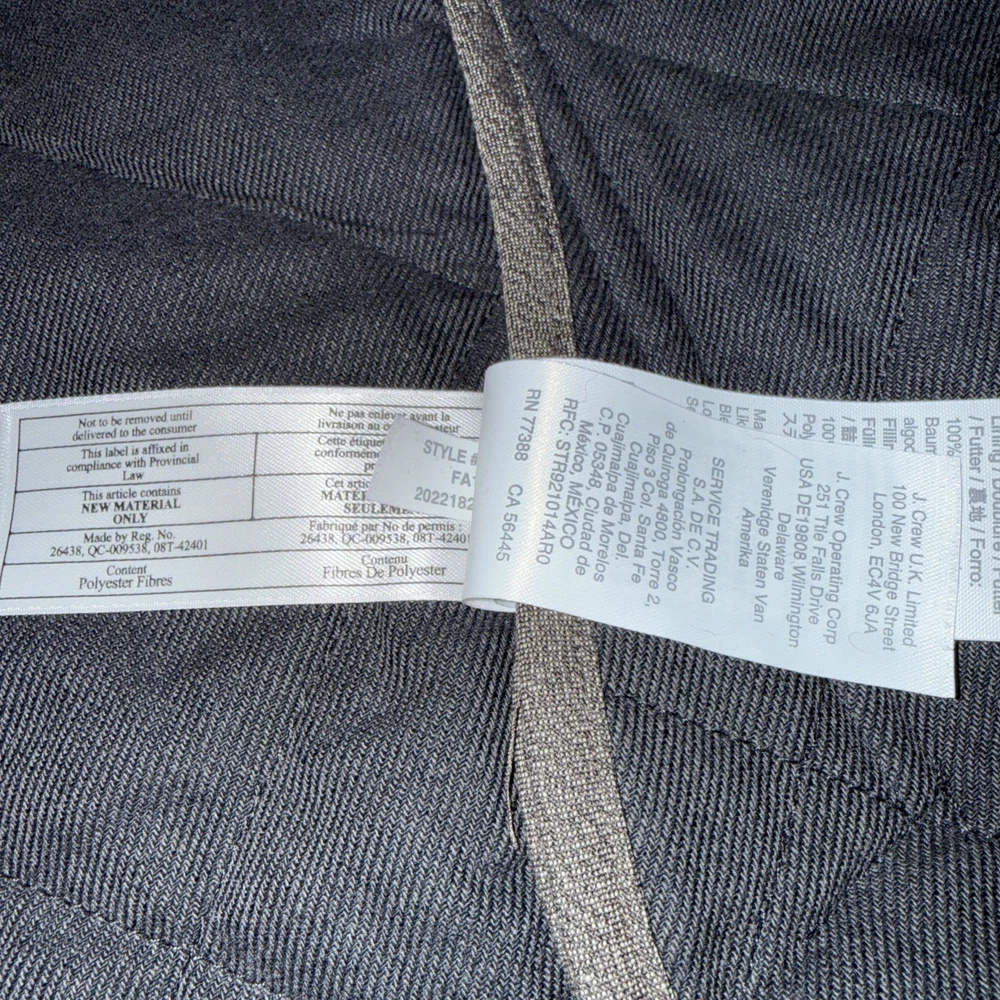 Not to be removed until
delivered to the consumer
This label is affixed in
compliance with Provincial
Law
This article contains
NEW MATERIAL
ONLY
Made by Reg. No.
26438, QC-009538, 08T-42401
Content
Polyester Fibres
Ne pas enlever avant la
livraison au
Cette
Cet
Fabriqué par No de permis :
26438, QC-009538, 08T-42401
Contenu
Fibres De Polyester
STYLE #
2022182
RN 77388 CA 56445
RFC: STR921014AR0
México, MÉXICO
C.P. 05348, Ciudad de
Cuajimalpa de Morelos
Cuajimalpa, Del.
Piso 3 Col. Santa Fe
de Quiroga 4800, Torre 2,
Prolongación Vasco
S.A. DE C.V.
SERVICE TRADING
Amerika
Verenidge Staten Van
Delaware
USA DE19808 Wilmington
251 Tile Falls Drive
J. Crew Operating Corp
London, EC4V 6JA
100 New Bridge Street
J. Crew U.K. Limited
100%
/ Futter / 裏地 / Forro: